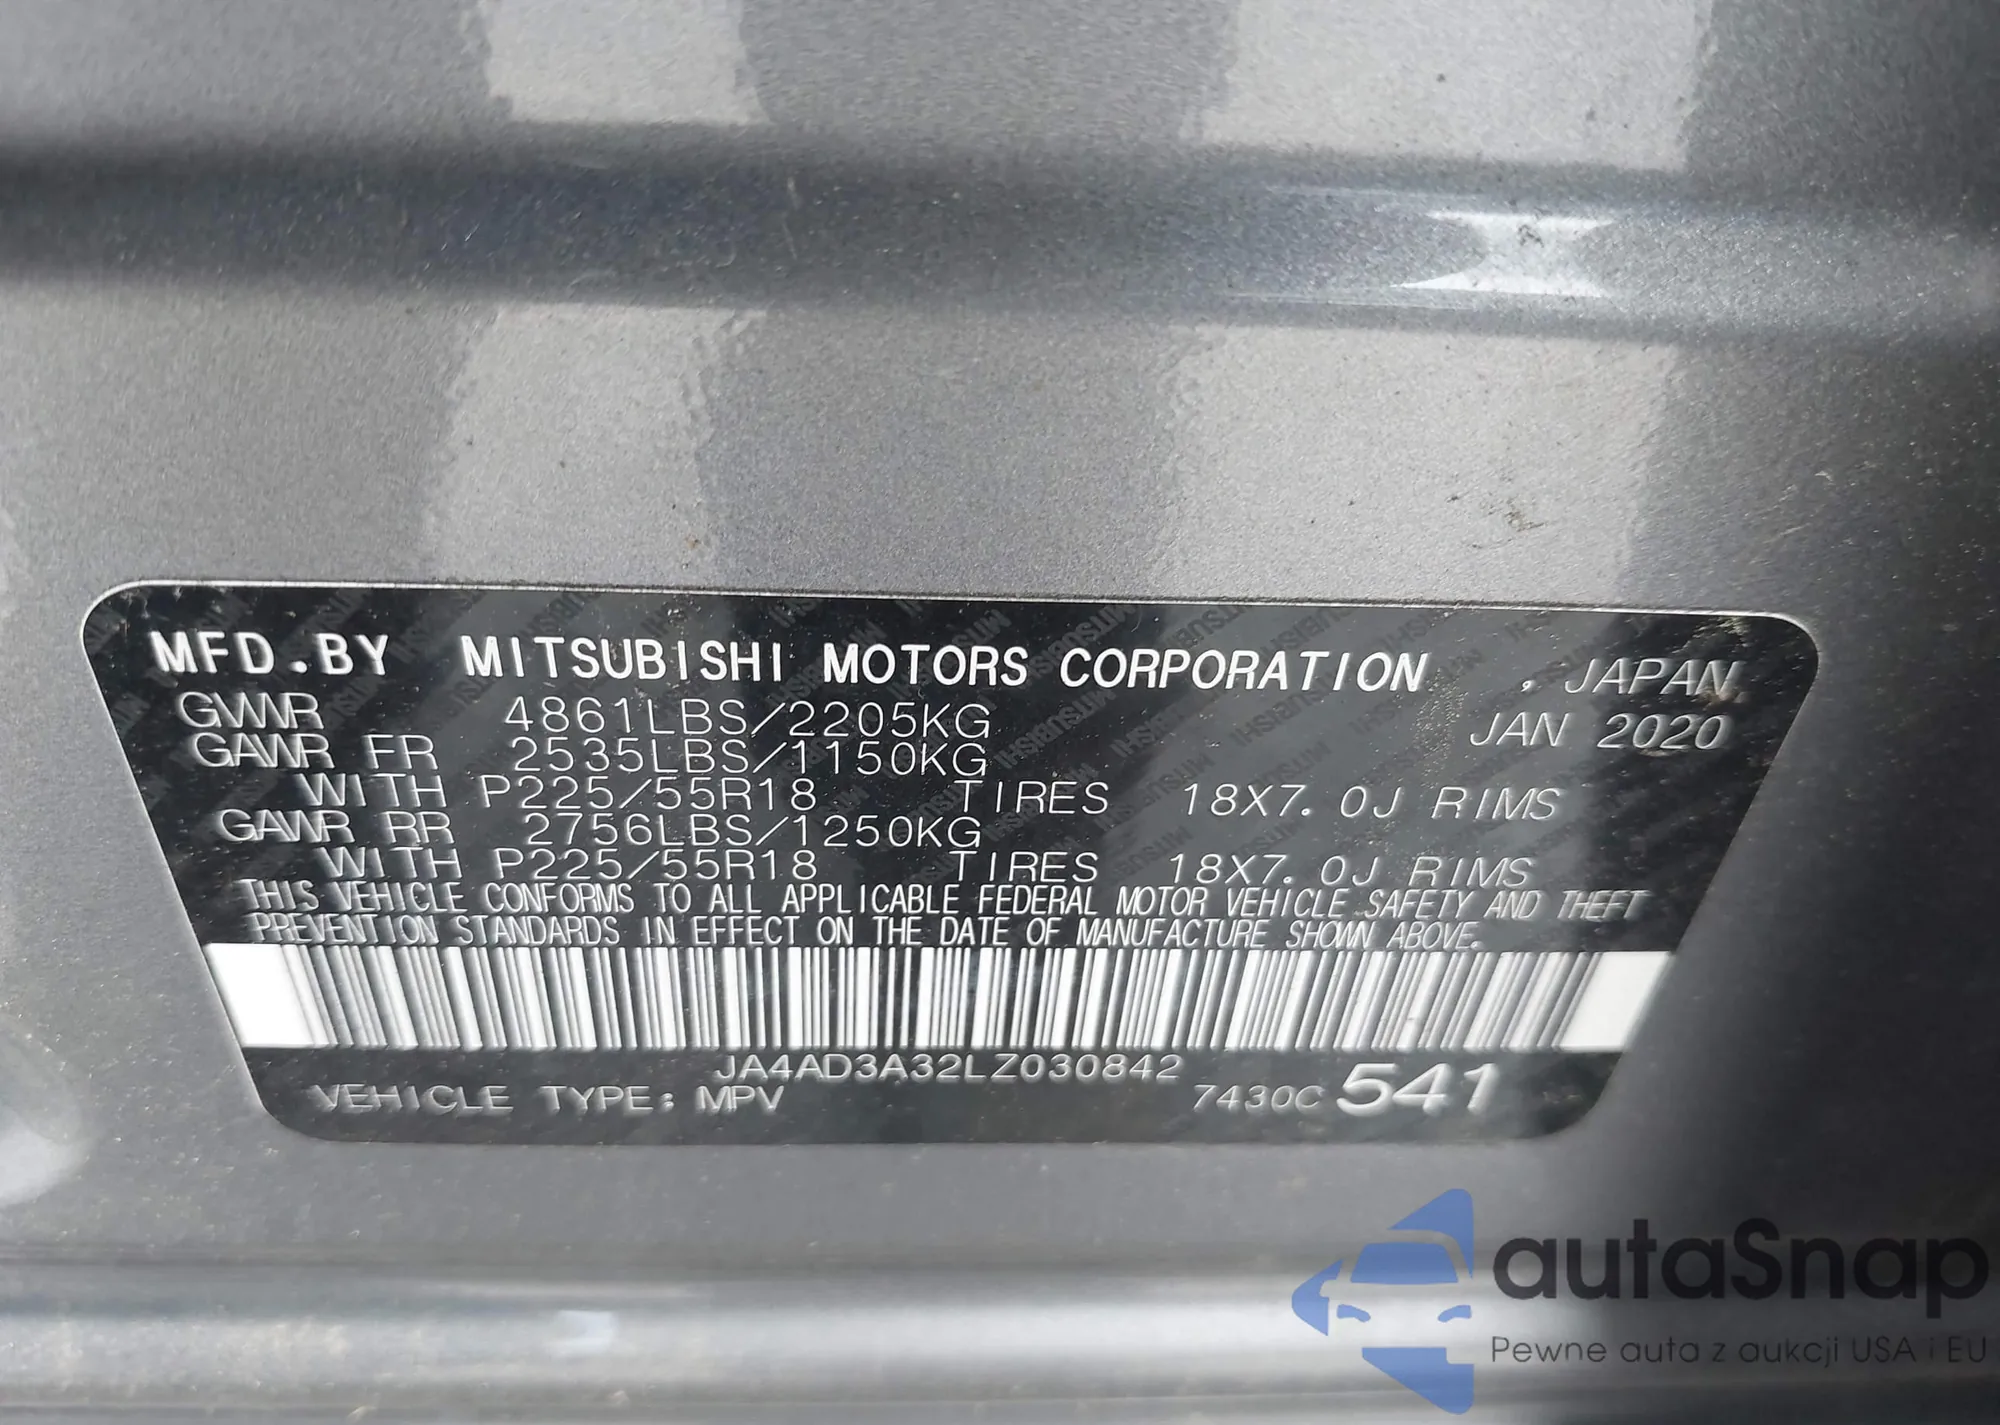 MFD.BY MITSUBISHI MOTORS CORPORATION , JAPAN
GVWR 4861LBS/2205KG JAN 2020
GAWR FR 2535LBS/1150KG
WITH P225/55R18 TIRES 18X7.0J RIMS
GAWR RR 2756LBS/1250KG
WITH P225/55R18 TIRES 18X7.0J RIMS
THIS VEHICLE CONFORMS TO ALL APPLICABLE FEDERAL MOTOR VEHICLE SAFETY AND THEFT
PREVENTION STANDARDS IN EFFECT ON THE DATE OF MANUFACTURE SHOWN ABOVE.
JA4AD3A32LZ030842
VEHICLE TYPE: MPV 7430C 541
autaSnap
Pewne auta z aukcji USA i EU